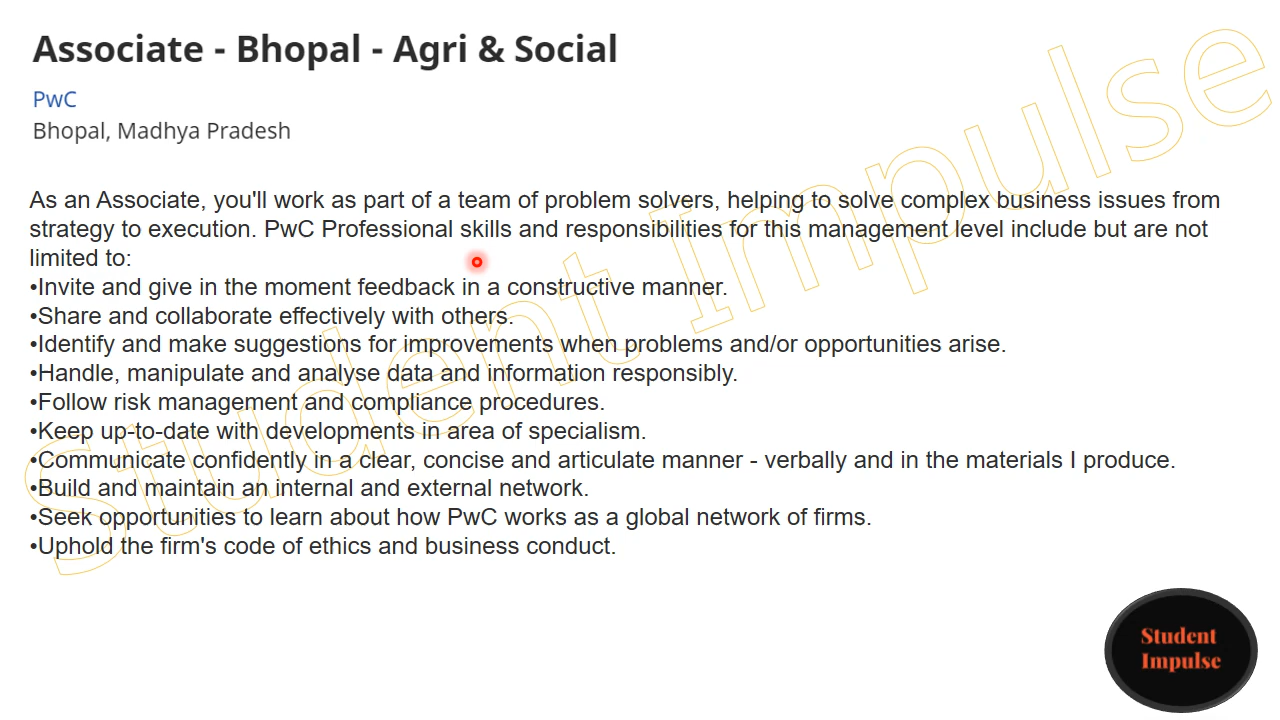 Associate - Bhopal - Agri & Social
PwC
Bhopal, Madhya Pradesh
As an Associate, you'll work as part of a team of problem solvers, helping to solve complex business issues from
strategy to execution. PwC Professional skills and responsibilities for this management level include but are not
limited to:
•Invite and give in the moment feedback in a constructive manner.
•Share and collaborate effectively with others.
•Identify and make suggestions for improvements when problems and/or opportunities arise.
•Handle, manipulate and analyse data and information responsibly.
•Follow risk management and compliance procedures.
•Keep up-to-date with developments in area of specialism.
•Communicate confidently in a clear, concise and articulate manner - verbally and in the materials I produce.
•Build and maintain an internal and external network.
•Seek opportunities to learn about how PwC works as a global network of firms.
•Uphold the firm's code of ethics and business conduct.
Student Impulse
Student
Impulse